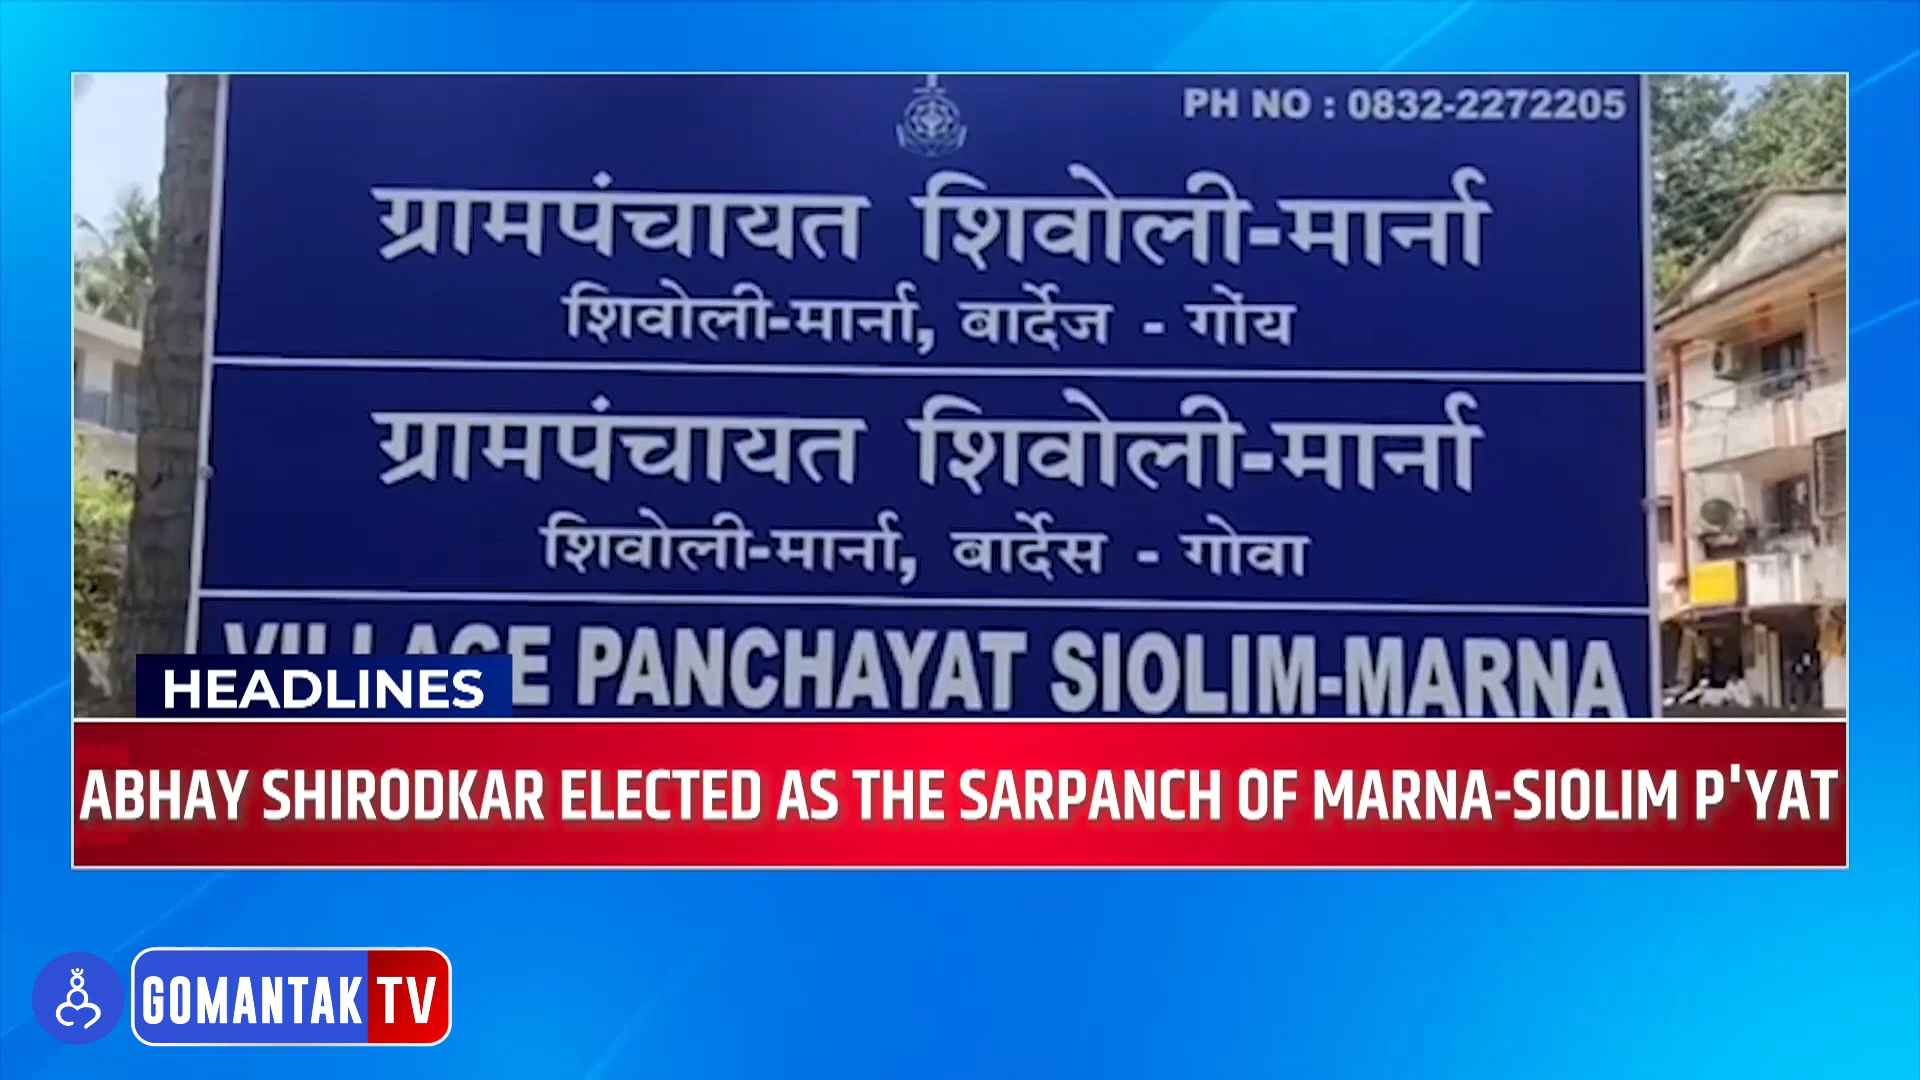 PH NO : 0832-2272205
ग्रामपंचायत शिवोली-मार्ना
शिवोली-मार्ना, बार्देज - गोंय
ग्रामपंचायत शिवोली-मार्ना
शिवोली-मार्ना, बार्देस - गोवा
VILLAGE PANCHAYAT SIOLIM-MARNA
HEADLINES
ABHAY SHIRODKAR ELECTED AS THE SARPANCH OF MARNA-SIOLIM P'YAT
GOMANTAK TV